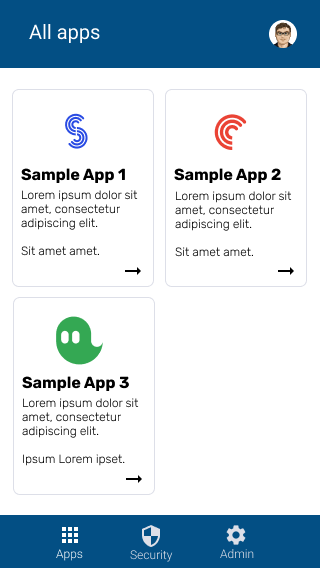 All apps
Sample App 1
Lorem ipsum dolor sit
amet, consectetur
adipiscing elit.
Sit amet amet.
Sample App 2
Lorem ipsum dolor sit
amet, consectetur
adipiscing elit.
Sit amet amet.
Sample App 3
Lorem ipsum dolor sit
amet, consectetur
adipiscing elit.
Ipsum Lorem ipset.
Apps
Security
Admin